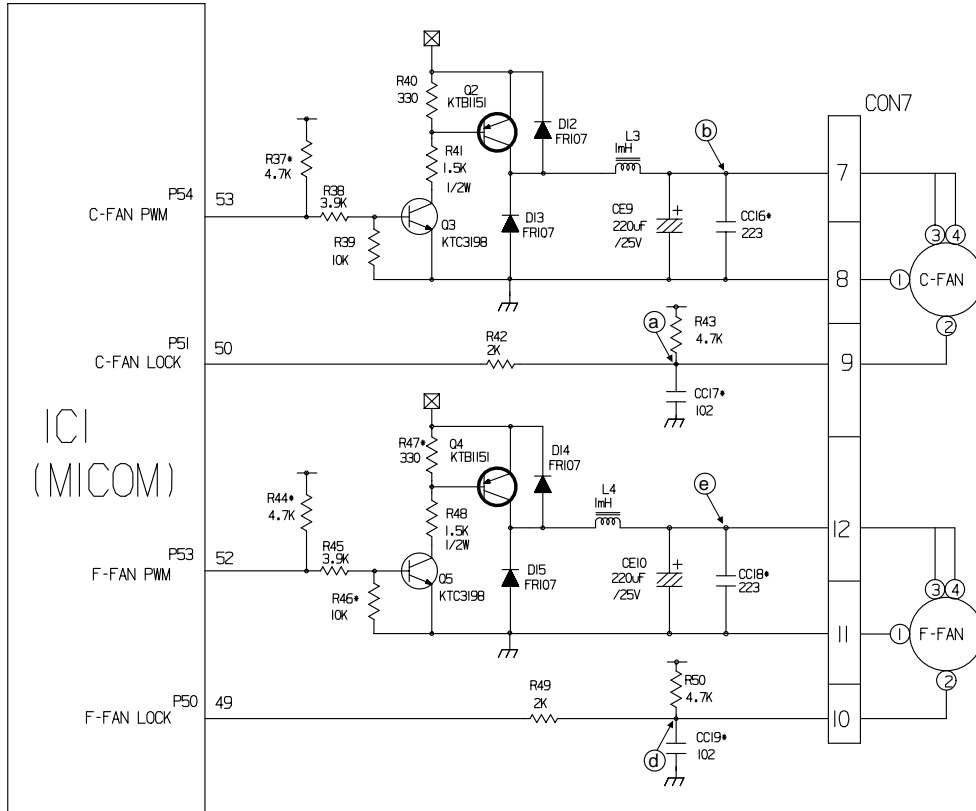 R40
330
Q2
KTB1151
D12
FR107
CON7
L3
1mH
b
R37*
4.7K
R41
1.5K
1/2W
7
P54
53
C-FAN PWM
R38
3.9K
R39
10K
Q3
KTC3198
D13
FR107
CE9
220uF
/25V
+
CC16*
223
3
4
8
1
C-FAN
2
a
R43
4.7K
P51
50
C-FAN LOCK
R42
2K
9
CC17*
102
IC1
(MICOM)
R47*
330
Q4
KTB1151
D14
FR107
L4
1mH
e
R44*
4.7K
R48
1.5K
1/2W
12
P53
52
F-FAN PWM
R45
3.9K
R46*
10K
Q5
KTC3198
D15
FR107
CE10
220uF
/25V
+
CC18*
223
3
4
11
1
F-FAN
2
R50
4.7K
P50
49
F-FAN LOCK
R49
2K
10
d
CC19*
102